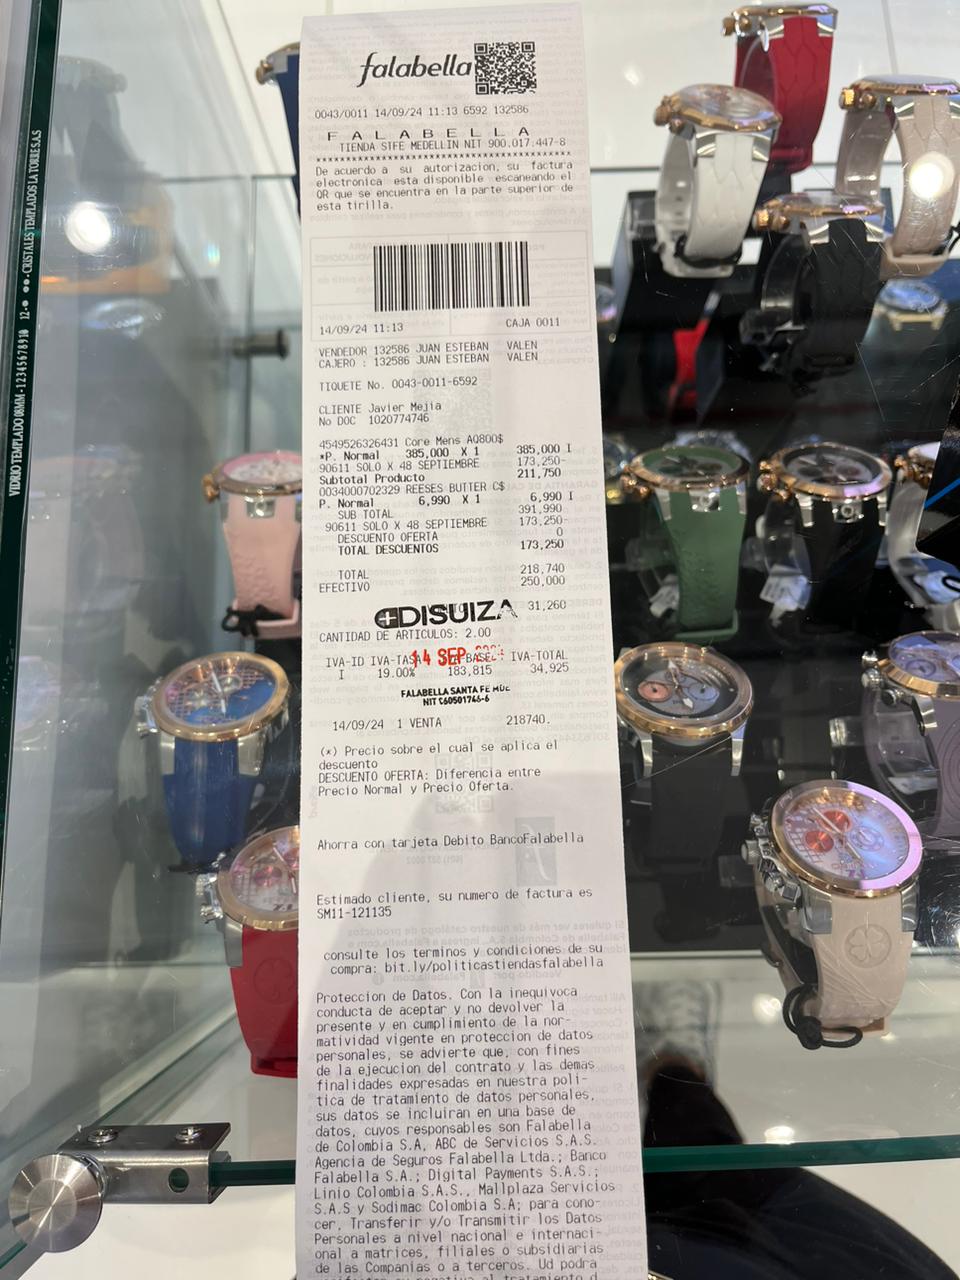 falabella
0043/0011 14/09/24 11:13 6592 132586
F A L A B E L L A
TIENDA STFE MEDELLIN NIT 900.017.447-8
****************************************
De acuerdo a su autorizacion, su factura
electronica esta disponible escaneando el
QR que se encuentra en la parte superior de
esta tirilla.
14/09/24 11:13 CAJA 0011
VENDEDOR 132586 JUAN ESTEBAN VALEN
CAJERO : 132586 JUAN ESTEBAN VALEN
TIQUETE No. 0043-0011-6592
CLIENTE Javier Mejia
No DOC 1020774746
4549526326431 Core Mens AQ800$
*P. Normal 385,000 X 1 385,000 I
90611 SOLO X 48 SEPTIEMBRE 173,250-
Subtotal Producto 211,750
0034000702329 REESES BUTTER C$
P. Normal 6,990 X 1 6,990 I
SUB TOTAL 391,990
90611 SOLO X 48 SEPTIEMBRE 173,250-
DESCUENTO OFERTA 0
TOTAL DESCUENTOS 173,250
TOTAL 218,740
EFECTIVO 250,000
31,260
DISUIZA
CANTIDAD DE ARTICULOS: 2.00
14 SEP
IVA-ID IVA-TASA BASE IVA-TOTAL
I 19.00% 183,815 34,925
FALABELLA SANTA FE MDE
NIT
14/09/24 1 VENTA 218740.
(*) Precio sobre el cual se aplica el
descuento
DESCUENTO OFERTA: Diferencia entre
Precio Normal y Precio Oferta.
Ahorra con tarjeta Debito BancoFalabella
Estimado cliente, su numero de factura es
SM11-121135
consulte los terminos y condiciones de su
compra: bit.ly/politicastiendasfalabella
Proteccion de Datos. Con la inequivoca
conducta de aceptar y no devolver la
presente y en cumplimiento de la nor-
matividad vigente en proteccion de datos
personales, se advierte que, con fines
de la ejecucion del contrato y las demas
finalidades expresadas en nuestra poli-
tica de tratamiento de datos personales,
sus datos se incluiran en una base de
datos, cuyos responsables son Falabella
de Colombia S.A, ABC de Servicios S.A.S.
Agencia de Seguros Falabella Ltda.; Banco
Falabella S.A.; Digital Payments S.A.S.;
Linio Colombia S.A.S., Mallplaza Servicios
S.A.S y Sodimac Colombia S.A; para cono-
cer, Transferir y/o Transmitir los Datos
Personales a nivel nacional e internaci-
onal a matrices, filiales o subsidiarias
de las Companias o a terceros. Ud podra
VIDRIO TEMPLADO 08MM - 12345678910 12 CRISTALES TEMPLADOS LA TORRE S.A.S